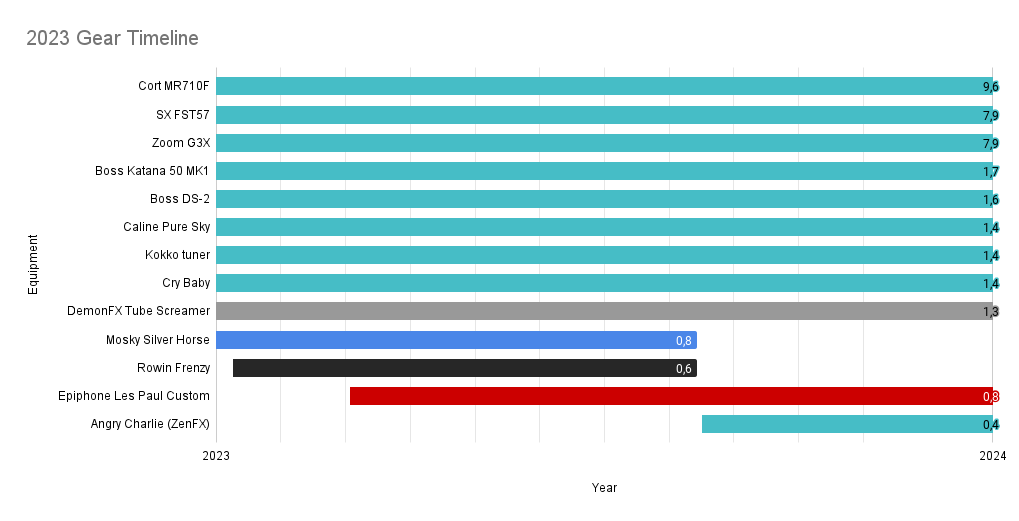 2023 Gear Timeline
Equipment
Cort MR710F 9,6
SX FST57 7,9
Zoom G3X 7,9
Boss Katana 50 MK1 1,7
Boss DS-2 1,6
Caline Pure Sky 1,4
Kokko tuner 1,4
Cry Baby 1,4
DemonFX Tube Screamer 1,3
Mosky Silver Horse 0,8
Rowin Frenzy 0,6
Epiphone Les Paul Custom 0,8
Angry Charlie (ZenFX) 0,4
2023 2024
Year